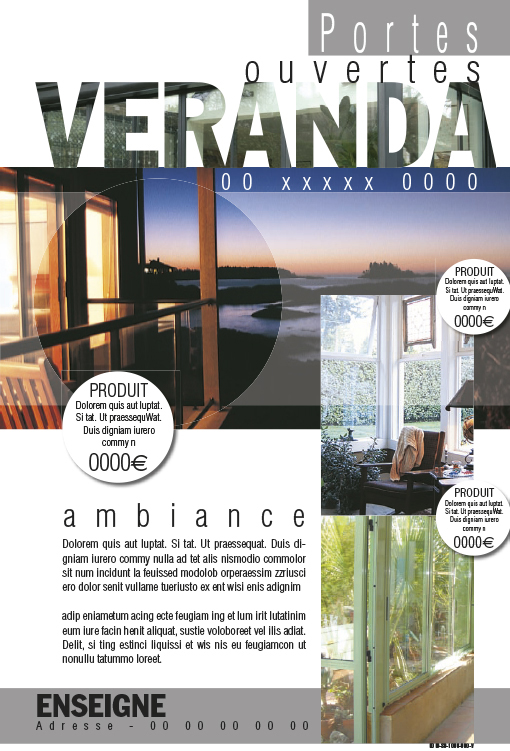 Portes
ouvertes
VERANDA
00 xxxxx 0000
PRODUIT
Dolorem quis aut luptat.
Si tat. Ut praessequWat.
Duis digniam iurero
commy n
0000€
PRODUIT
Dolorem quis aut luptat.
Si tat. Ut praessequWat.
Duis digniam iurero
commy n
0000€
PRODUIT
Dolorem quis aut luptat.
Si tat. Ut praessequWat.
Duis digniam iurero
commy n
0000€
ambiance
Dolorem quis aut luptat. Si tat. Ut praessequat. Duis di-
gniam iurero commy nulla ad tet alis nismodio commolor
sit num incidunt la feuissed modolob orperaessim zzriusci
ero dolor senit vullame tueriusto ex ent wisi enis adignim
adip eniametum acing ecte feugiam ing et lum irit lutatinim
eum iure facin henit aliquat, sustie voloboreet vel ilis adiat.
Delit, si ting estinci liquissi et wis nis eu feugiamcon ut
nonullu tatummo loreet.
ENSEIGNE
Adresse - 00 00 00 00 00